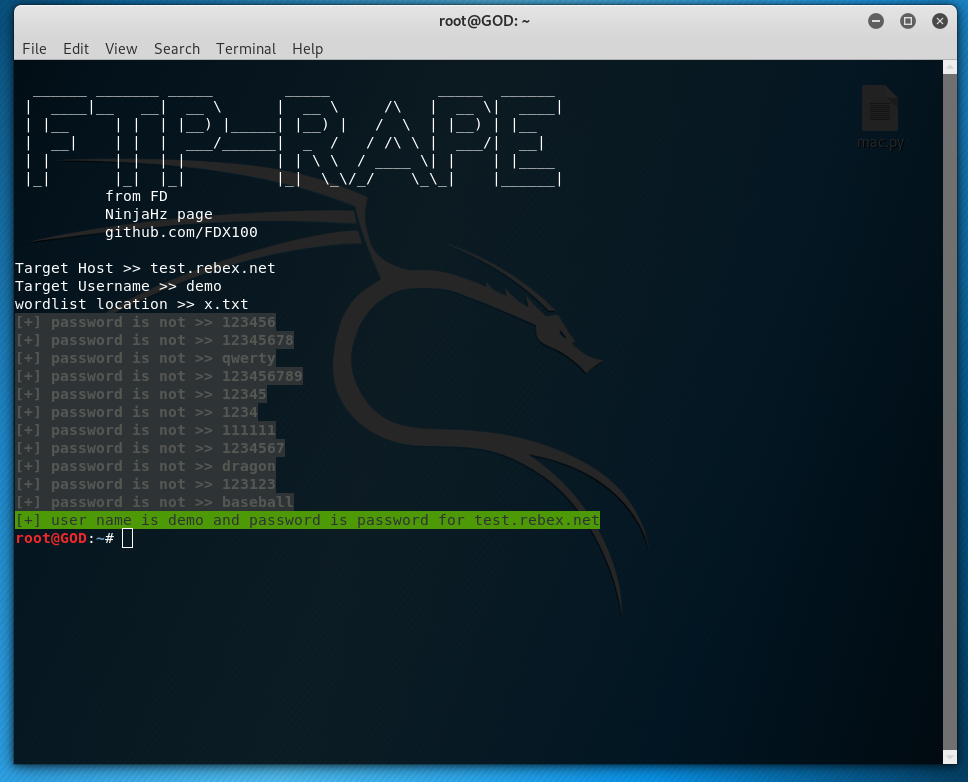 root@GOD: ~
File Edit View Search Terminal Help
FTP-RAPE
mac.py
from FD
NinjaHz page
github.com/FDX100
Target Host >> test.rebex.net
Target Username >> demo
wordlist location >> x.txt
[+] password is not >> 123456
[+] password is not >> 12345678
[+] password is not >> qwerty
[+] password is not >> 123456789
[+] password is not >> 12345
[+] password is not >> 1234
[+] password is not >> 111111
[+] password is not >> 1234567
[+] password is not >> dragon
[+] password is not >> 123123
[+] password is not >> baseball
[+] user name is demo and password is password for test.rebex.net
root@GOD:~#